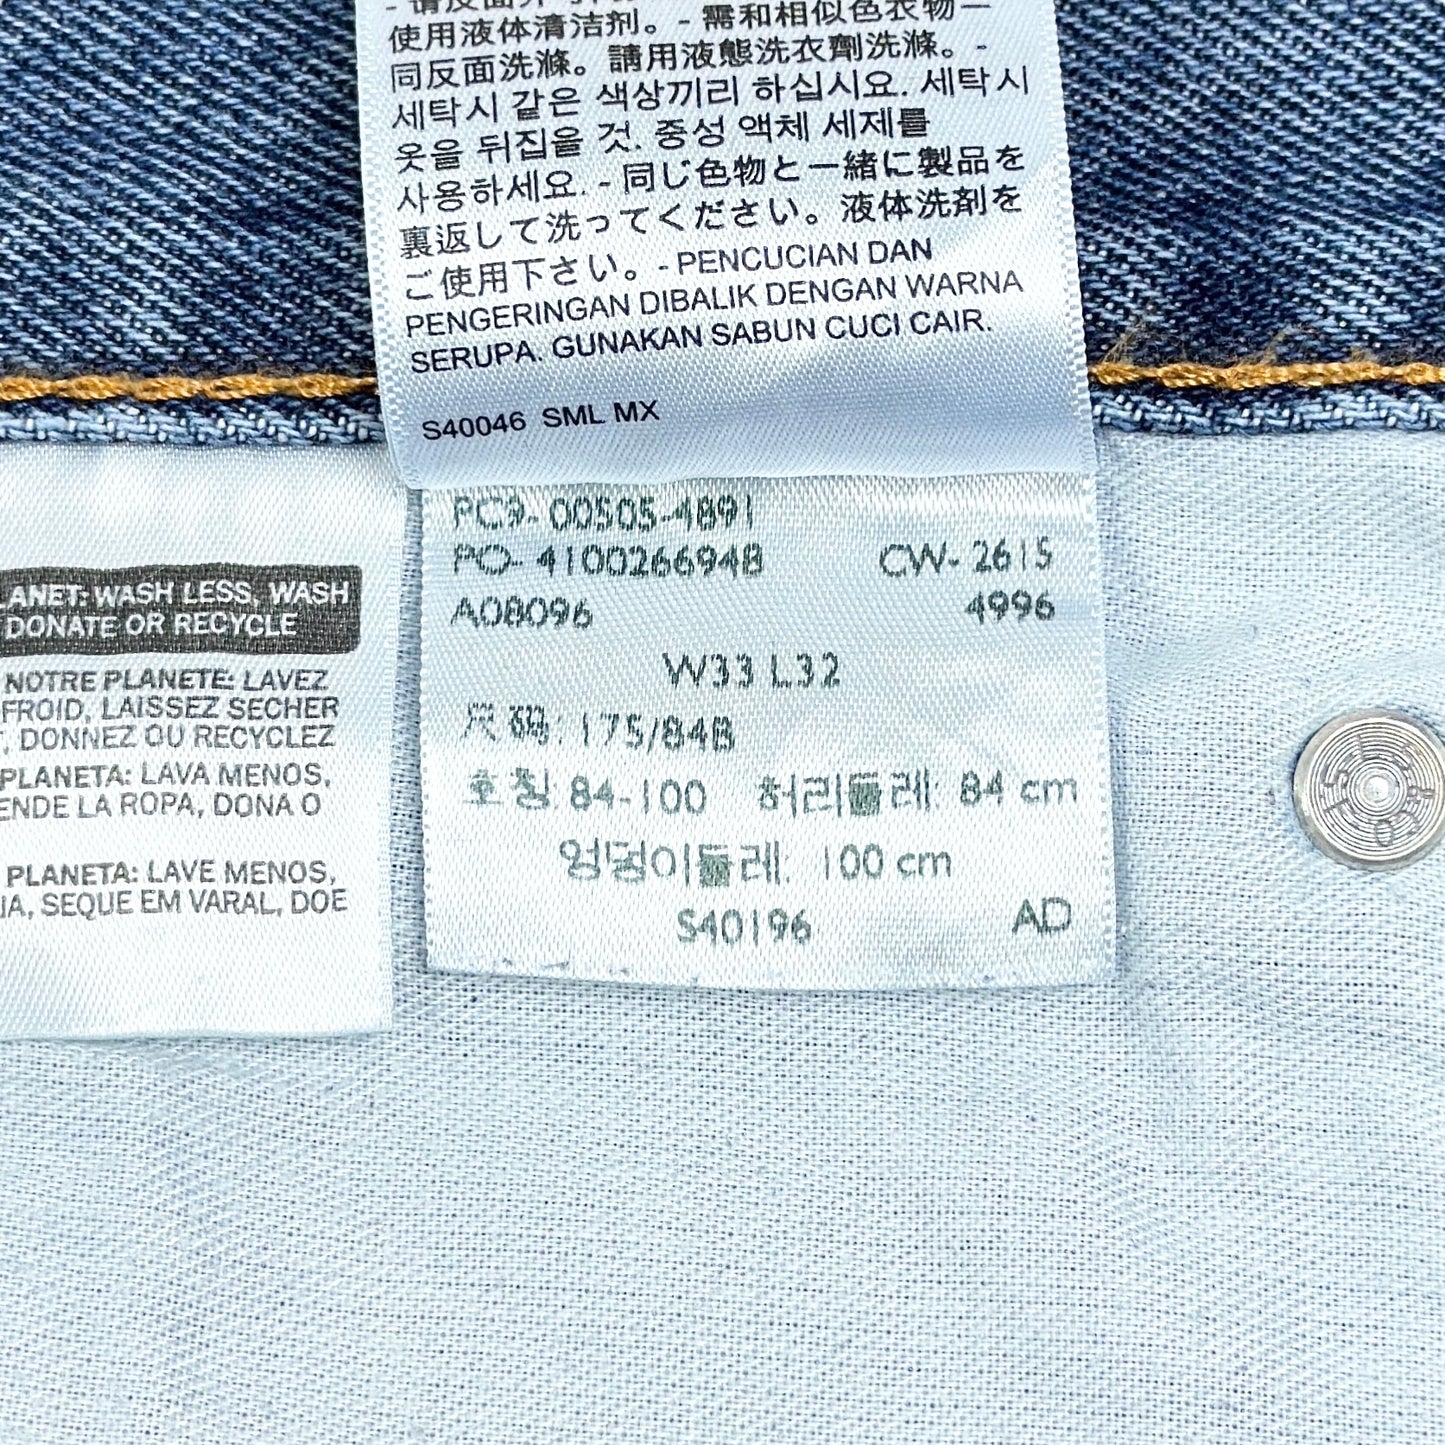 - 请反面
使用液体清洁剂。- 需和相似色衣物一
同反面洗滌。請用液態洗衣劑洗滌。-
세탁시 같은 색상끼리 하십시요. 세탁시
옷을 뒤집을 것. 중성 액체 세제를
사용하세요. - 同じ色物と一緒に製品を
裏返して洗ってください。液体洗剤を
ご使用下さい。- PENCUCIAN DAN
PENGERINGAN DIBALIK DENGAN WARNA
SERUPA. GUNAKAN SABUN CUCI CAIR.
S40046 SML MX
PC9- 00505-4891
PO- 4100266948 CW- 2615
A08096 4996
W33 L32
尺码: 175/84B
호칭: 84-100 허리둘레: 84 cm
엉덩이둘레: 100 cm
S40196 AD
LANET: WASH LESS, WASH
DONATE OR RECYCLE
NOTRE PLANETE: LAVEZ
FROID, LAISSEZ SECHER
, DONNEZ OU RECYCLEZ
PLANETA: LAVA MENOS,
ENDE LA ROPA, DONA O
PLANETA: LAVE MENOS,
UA, SEQUE EM VARAL, DOE